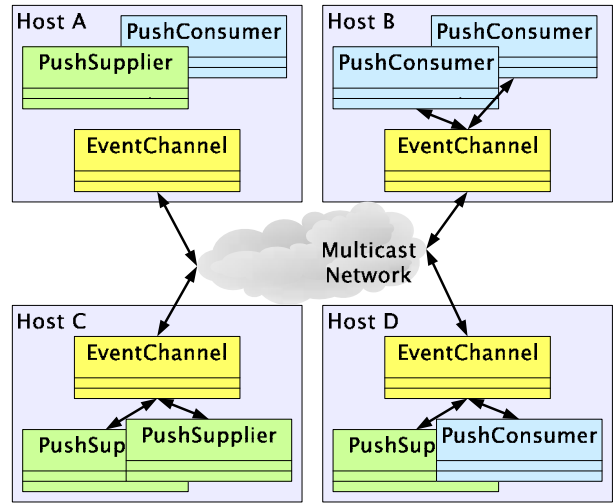 Host A
PushConsumer
PushSupplier
EventChannel
Host B
PushConsumer
PushConsumer
EventChannel
Multicast
Network
Host C
EventChannel
PushSup
PushSupplier
Host D
EventChannel
PushSup
PushConsumer